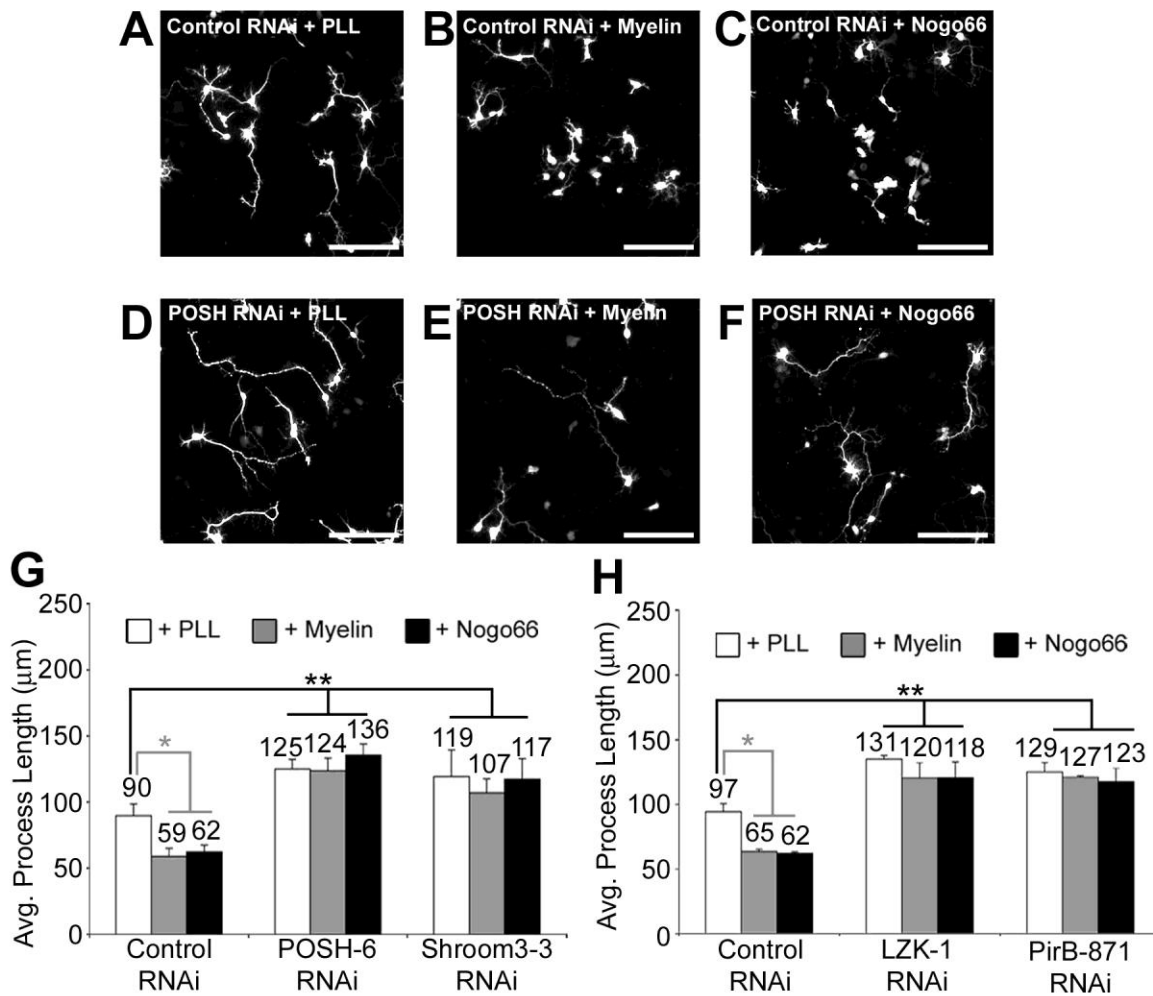 A Control RNAi + PLL
B Control RNAi + Myelin
C Control RNAi + Nogo66
D POSH RNAi + PLL
E POSH RNAi + Myelin
F POSH RNAi + Nogo66
G
Avg. Process Length (μm)
250
200
150
100
50
0
+ PLL + Myelin + Nogo66
**
*
90 59 62
125 124 136
119 107 117
Control RNAi
POSH-6 RNAi
Shroom3-3 RNAi
H
Avg. Process Length (μm)
250
200
150
100
50
0
+ PLL + Myelin + Nogo66
**
*
97 65 62
131 120 118
129 127 123
Control RNAi
LZK-1 RNAi
PirB-871 RNAi